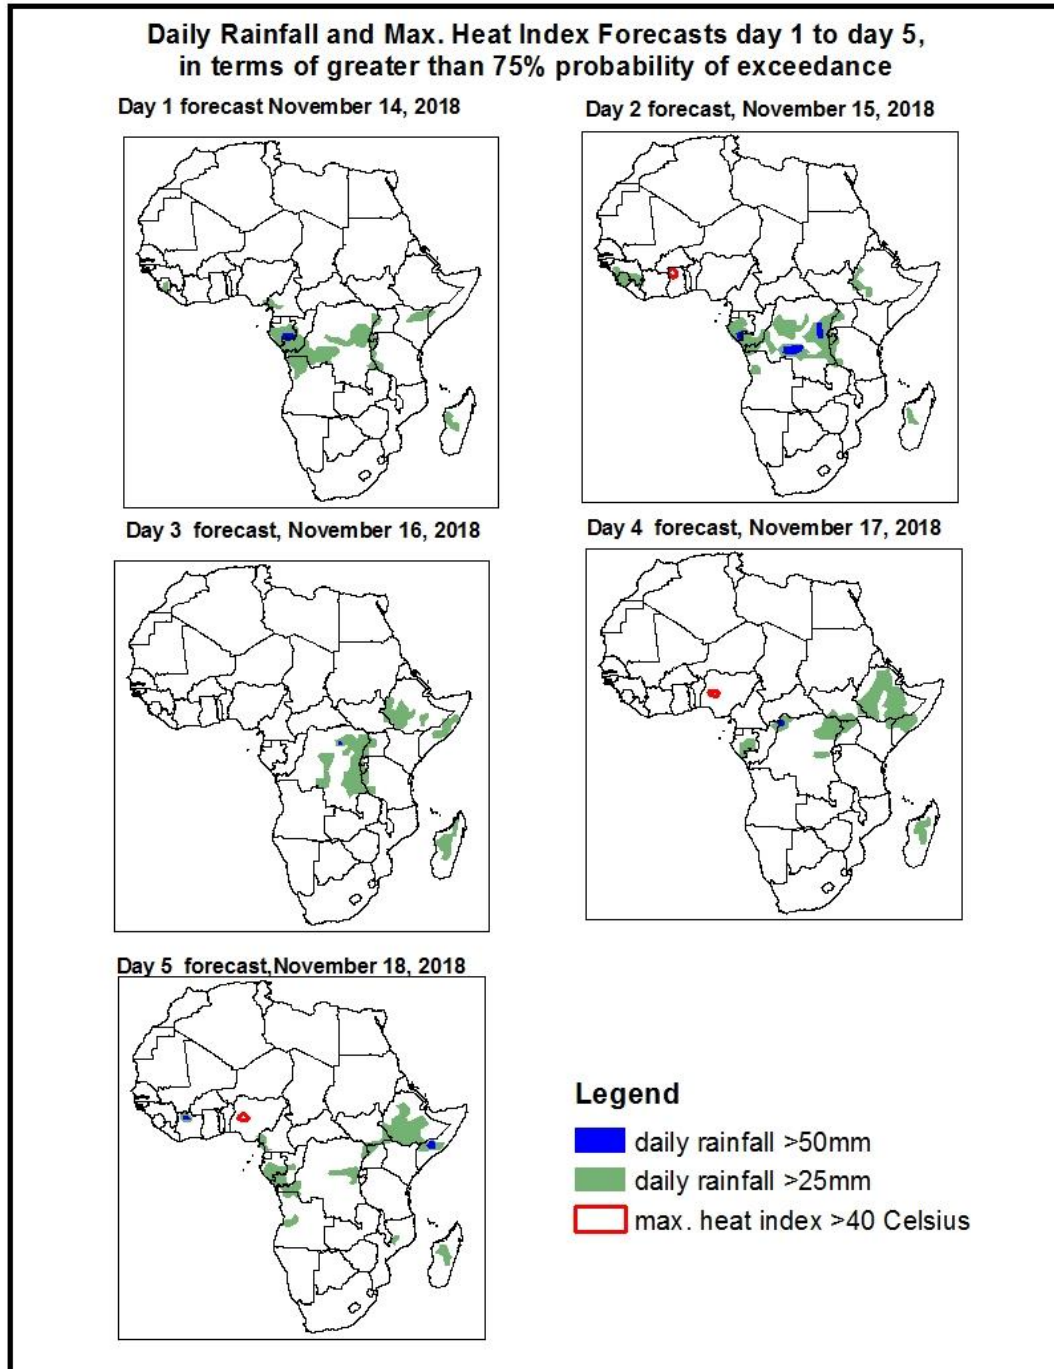 Daily Rainfall and Max. Heat Index Forecasts day 1 to day 5,
in terms of greater than 75% probability of exceedance
Day 1 forecast November 14, 2018
Day 2 forecast, November 15, 2018
Day 3  forecast, November 16, 2018
Day 4  forecast, November 17, 2018
Day 5  forecast,November 18, 2018
Legend
daily rainfall >50mm
daily rainfall >25mm
max. heat index >40 Celsius